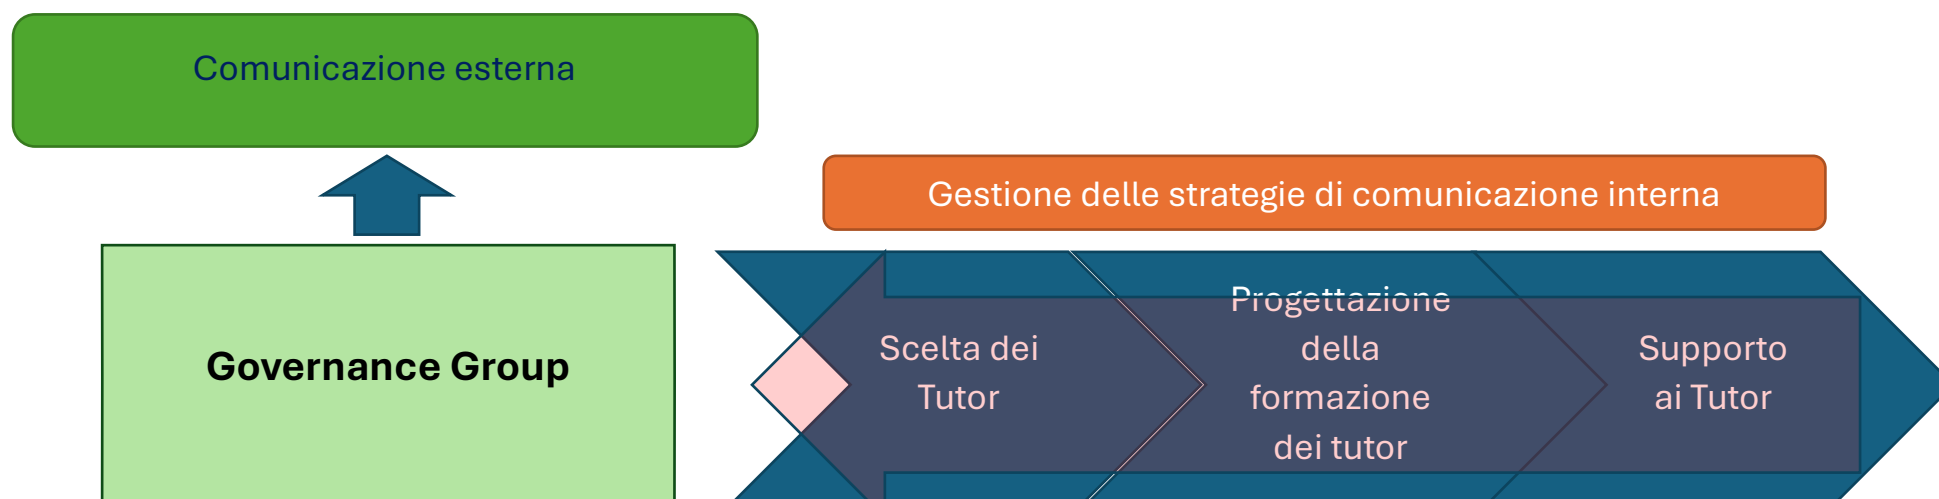 Comunicazione esterna
Gestione delle strategie di comunicazione interna
Governance Group
Scelta dei
Tutor
Progettazione
della
formazione
dei tutor
Supporto
ai Tutor